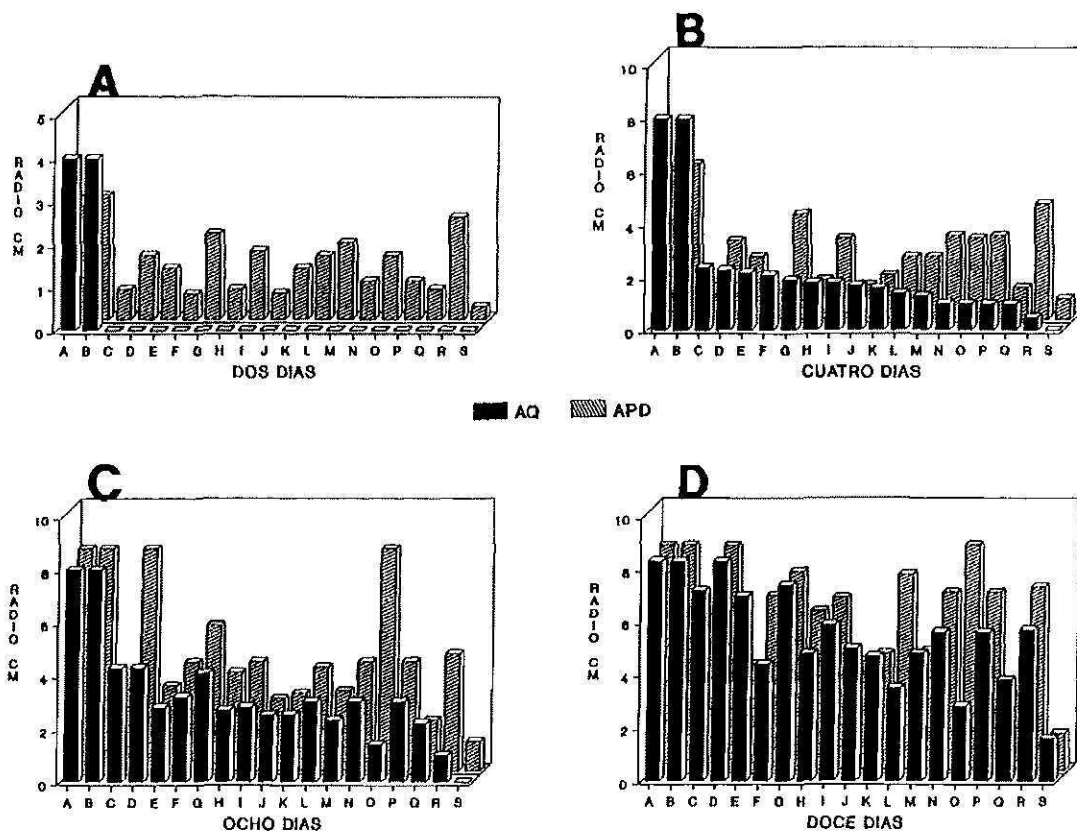 A
RADIO CM
5
4
3
2
1
0
A B C D E F G H I J K L M N O P Q R S
DOS DIAS
B
RADIO CM
10
8
6
4
2
0
A B C D E F G H I J K L M N O P Q R S
CUATRO DIAS
AQ APD
C
RADIO CM
10
8
6
4
2
0
A B C D E F G H I J K L M N O P Q R S
OCHO DIAS
D
RADIO CM
10
8
6
4
2
0
A B C D E F G H I J K L M N O P Q R S
DOCE DIAS